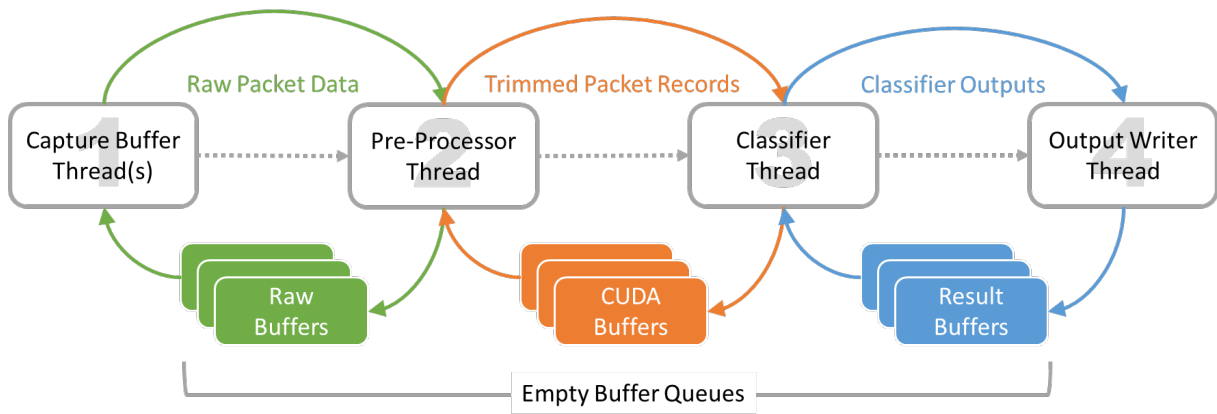 Raw Packet Data
Trimmed Packet Records
Classifier Outputs
1
Capture Buffer
Thread(s)
2
Pre-Processor
Thread
3
Classifier
Thread
4
Output Writer
Thread
Raw
Buffers
CUDA
Buffers
Result
Buffers
Empty Buffer Queues